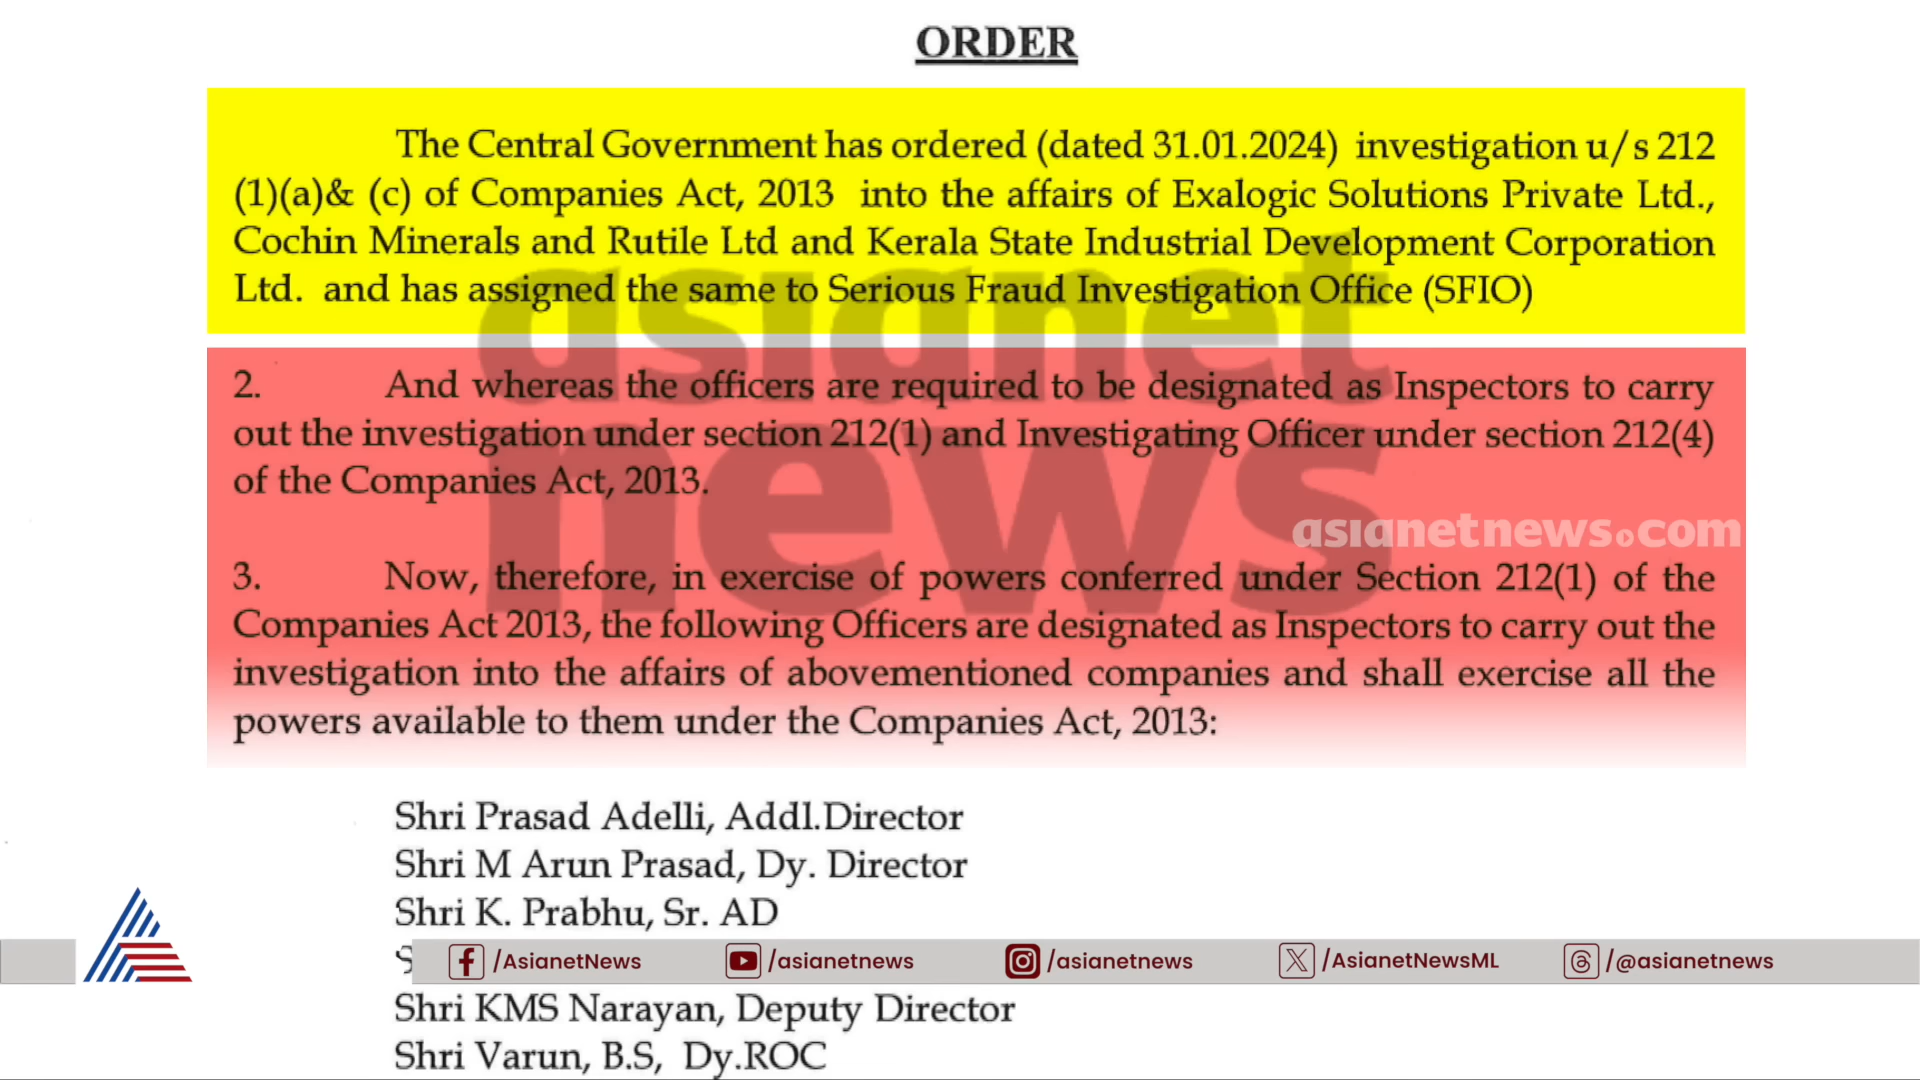 ORDER
The Central Government has ordered (dated 31.01.2024) investigation u/s 212
(1)(a)& (c) of Companies Act, 2013 into the affairs of Exalogic Solutions Private Ltd.,
Cochin Minerals and Rutile Ltd and Kerala State Industrial Development Corporation
Ltd. and has assigned the same to Serious Fraud Investigation Office (SFIO)
asianet
news
2. And whereas the officers are required to be designated as Inspectors to carry
out the investigation under section 212(1) and Investigating Officer under section 212(4)
of the Companies Act, 2013.
asianetnews.com
3. Now, therefore, in exercise of powers conferred under Section 212(1) of the
Companies Act 2013, the following Officers are designated as Inspectors to carry out the
investigation into the affairs of abovementioned companies and shall exercise all the
powers available to them under the Companies Act, 2013:
Shri Prasad Adelli, Addl.Director
Shri M Arun Prasad, Dy. Director
Shri K. Prabhu, Sr. AD
/AsianetNews /asianetnews /asianetnews /AsianetNewsML /@asianetnews
Shri KMS Narayan, Deputy Director
Shri Varun, B.S, Dy.ROC